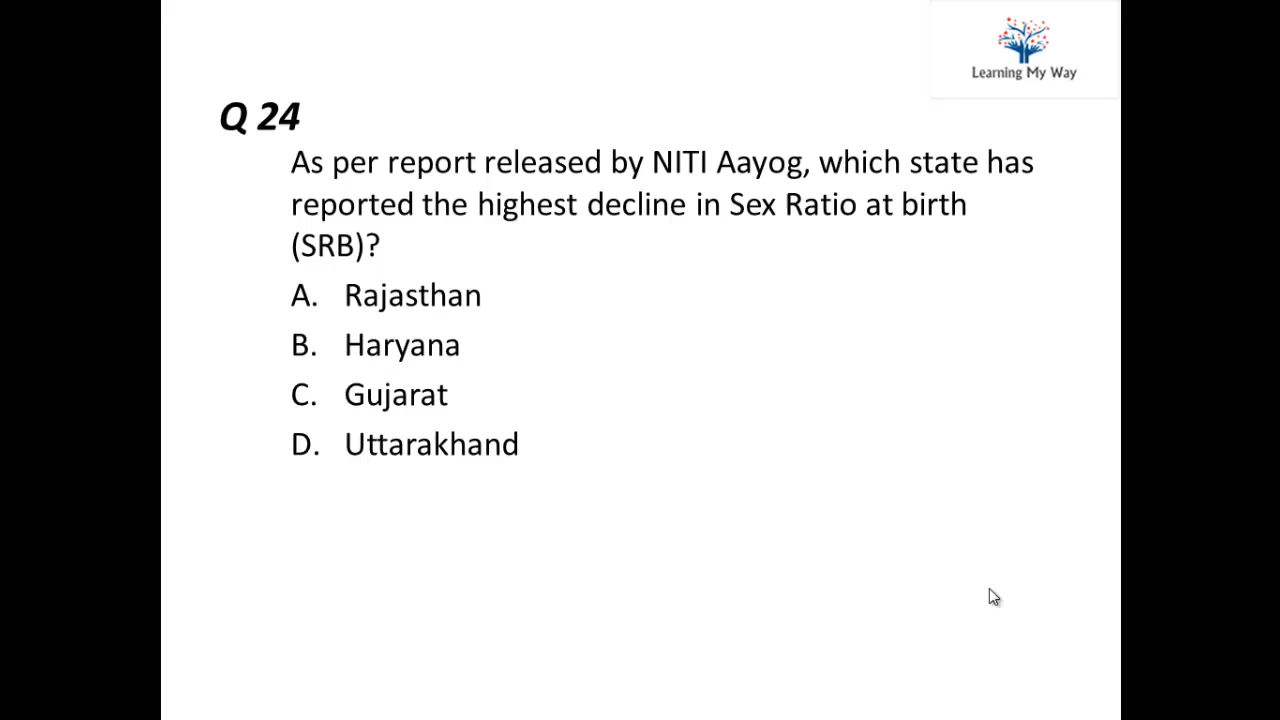 Learning My Way
Q 24
As per report released by NITI Aayog, which state has
reported the highest decline in Sex Ratio at birth
(SRB)?
A. Rajasthan
B. Haryana
C. Gujarat
D. Uttarakhand